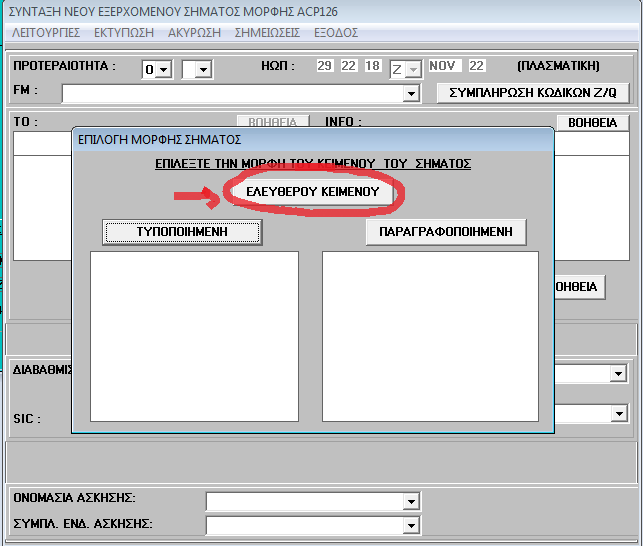 ΣΥΝΤΑΞΗ ΝΕΟΥ ΕΞΕΡΧΟΜΕΝΟΥ ΣΗΜΑΤΟΣ ΜΟΡΦΗΣ ACP126
ΛΕΙΤΟΥΡΓΙΕΣ ΕΚΤΥΠΩΣΗ ΑΚΥΡΩΣΗ ΣΗΜΕΙΩΣΕΙΣ ΕΞΟΔΟΣ
ΠΡΟΤΕΡΑΙΟΤΗΤΑ : O ΗΩΠ : 29 22 18 Z NOV 22 (ΠΛΑΣΜΑΤΙΚΗ)
FM : ΣΥΜΠΛΗΡΩΣΗ ΚΩΔΙΚΩΝ Z/Q
TO : ΒΟΗΘΕΙΑ INFO : ΒΟΗΘΕΙΑ
ΕΠΙΛΟΓΗ ΜΟΡΦΗΣ ΣΗΜΑΤΟΣ
ΕΠΙΛΕΞΤΕ ΤΗΝ ΜΟΡΦΗ ΤΟΥ ΚΕΙΜΕΝΟΥ ΤΟΥ ΣΗΜΑΤΟΣ
ΕΛΕΥΘΕΡΟΥ ΚΕΙΜΕΝΟΥ
ΤΥΠΟΠΟΙΗΜΕΝΗ ΠΑΡΑΓΡΑΦΟΠΟΙΗΜΕΝΗ
ΟΗΘΕΙΑ
ΔΙΑΒΑΘΜΙΣ
SIC :
ΟΝΟΜΑΣΙΑ ΑΣΚΗΣΗΣ:
ΣΥΜΠΛ. ΕΝΔ. ΑΣΚΗΣΗΣ: